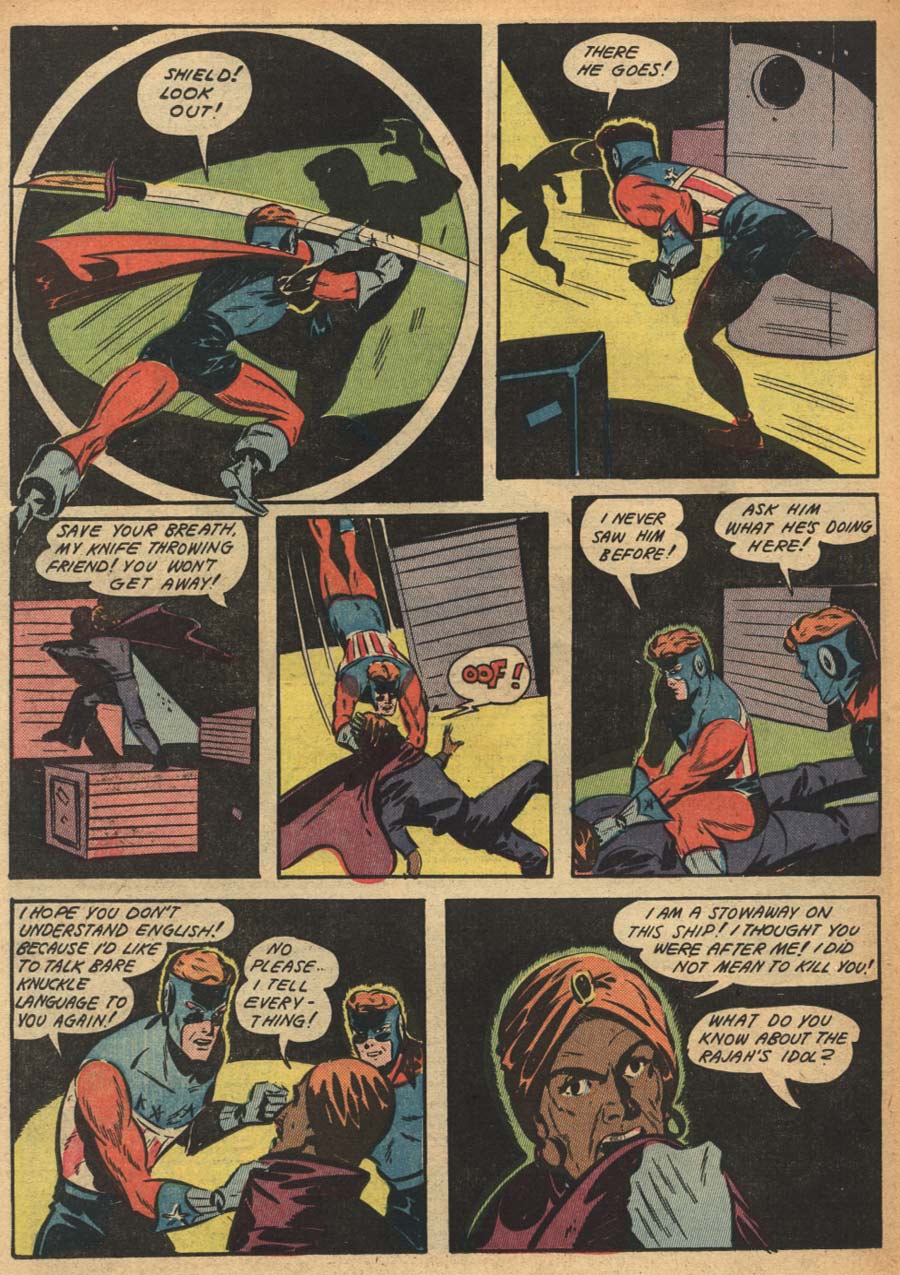 SHIELD!
LOOK
OUT!
THERE
HE GOES!
SAVE YOUR BREATH,
MY KNIFE THROWING
FRIEND! YOU WON'T
GET AWAY!
OOF!
I NEVER
SAW HIM
BEFORE!
ASK HIM
WHAT HE'S DOING
HERE!
I HOPE YOU DON'T
UNDERSTAND ENGLISH!
BECAUSE I'D LIKE
TO TALK BARE
KNUCKLE
LANGUAGE TO
YOU AGAIN!
NO
PLEASE..
I TELL
EVERY-
THING!
I AM A STOWAWAY ON
THIS SHIP! I THOUGHT YOU
WERE AFTER ME! I DID
NOT MEAN TO KILL YOU!
WHAT DO YOU
KNOW ABOUT THE
RAJAH'S IDOL?